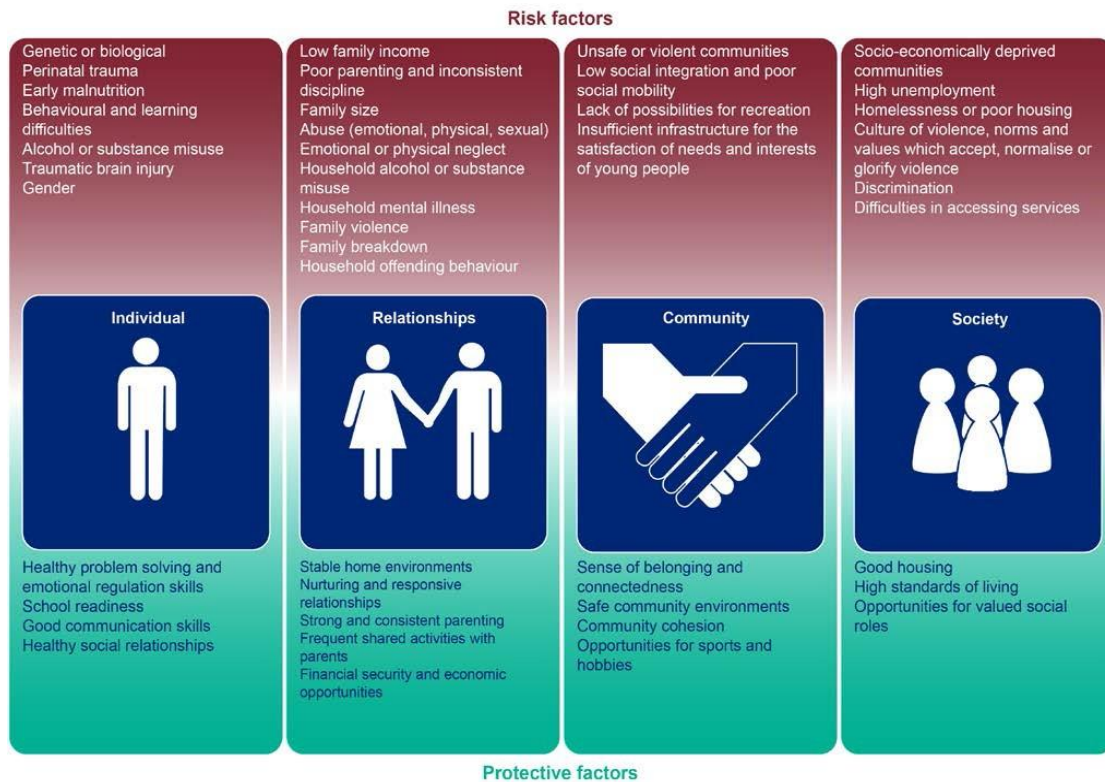 Risk factors
Genetic or biological
Perinatal trauma
Early malnutrition
Behavioural and learning
difficulties
Alcohol or substance misuse
Traumatic brain injury
Gender
Low family income
Poor parenting and inconsistent
discipline
Family size
Abuse (emotional, physical, sexual)
Emotional or physical neglect
Household alcohol or substance
misuse
Household mental illness
Family violence
Family breakdown
Household offending behaviour
Unsafe or violent communities
Low social integration and poor
social mobility
Lack of possibilities for recreation
Insufficient infrastructure for the
satisfaction of needs and interests
of young people
Socio-economically deprived
communities
High unemployment
Homelessness or poor housing
Culture of violence, norms and
values which accept, normalise or
glorify violence
Discrimination
Difficulties in accessing services
Individual
Relationships
Community
Society
Healthy problem solving and
emotional regulation skills
School readiness
Good communication skills
Healthy social relationships
Stable home environments
Nurturing and responsive
relationships
Strong and consistent parenting
Frequent shared activities with
parents
Financial security and economic
opportunities
Sense of belonging and
connectedness
Safe community environments
Community cohesion
Opportunities for sports and
hobbies
Good housing
High standards of living
Opportunities for valued social
roles
Protective factors